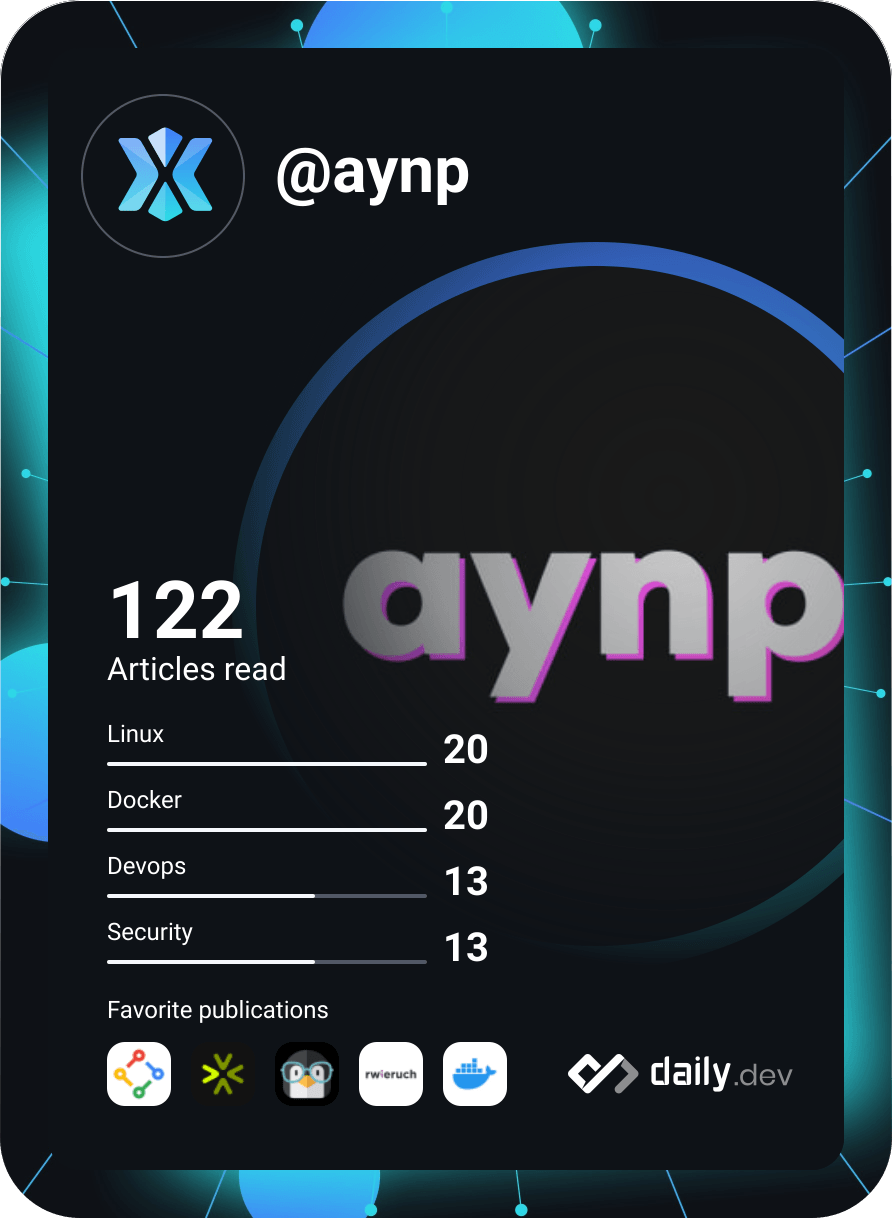 @aynp
aynp
122
Articles read
Linux
20
Docker
20
Devops
13
Security
13
Favorite publications
rwieruch
daily.dev